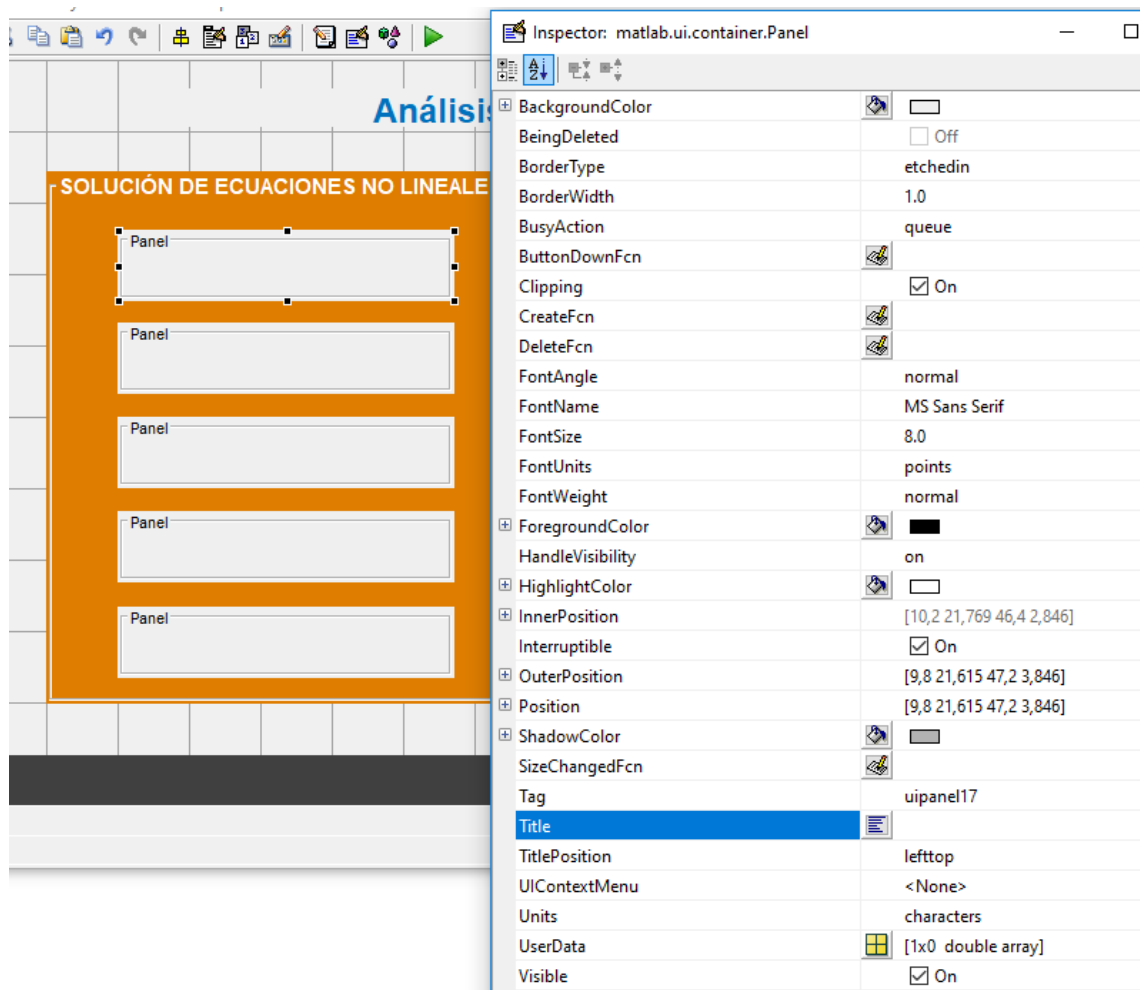 Inspector: matlab.ui.container.Panel
Análisis
SOLUCIÓN DE ECUACIONES NO LINEALE
Panel
Panel
Panel
Panel
Panel
BackgroundColor
BeingDeleted Off
BorderType etchedin
BorderWidth 1.0
BusyAction queue
ButtonDownFcn
Clipping On
CreateFcn
DeleteFcn
FontAngle normal
FontName MS Sans Serif
FontSize 8.0
FontUnits points
FontWeight normal
ForegroundColor
HandleVisibility on
HighlightColor
InnerPosition [10,2 21,769 46,4 2,846]
Interruptible On
OuterPosition [9,8 21,615 47,2 3,846]
Position [9,8 21,615 47,2 3,846]
ShadowColor
SizeChangedFcn
Tag uipanel17
Title
TitlePosition lefttop
UIContextMenu <None>
Units characters
UserData [1x0 double array]
Visible On